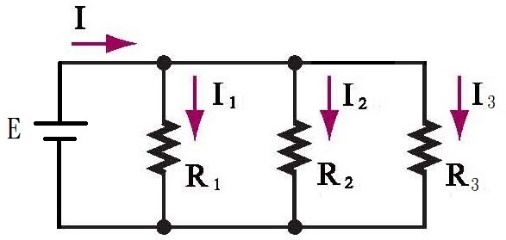 I
I₁ I₂ I₃
E
R₁ R₂ R₃